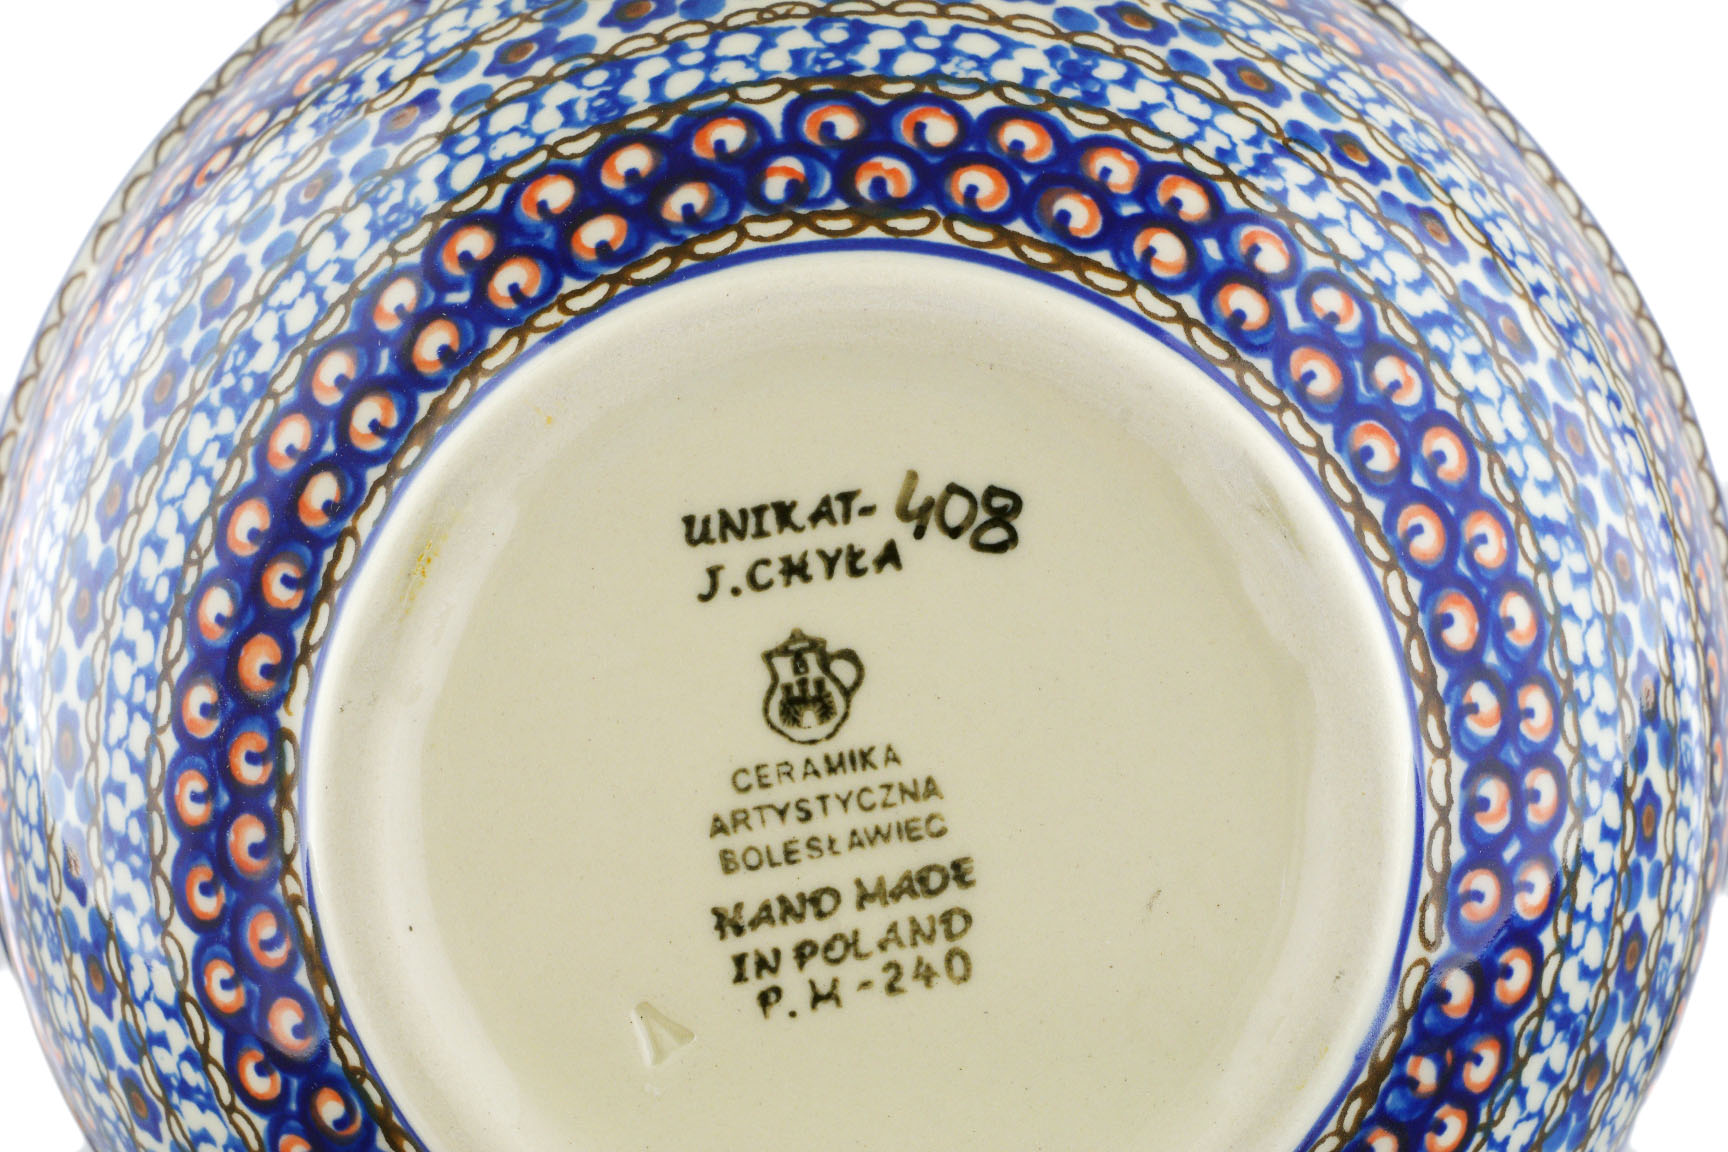 UNIKAT-408
J.CHYŁA
CERAMIKA
ARTYSTYCZNA
BOLESŁAWIEC
HAND MADE
IN POLAND
P.H-240